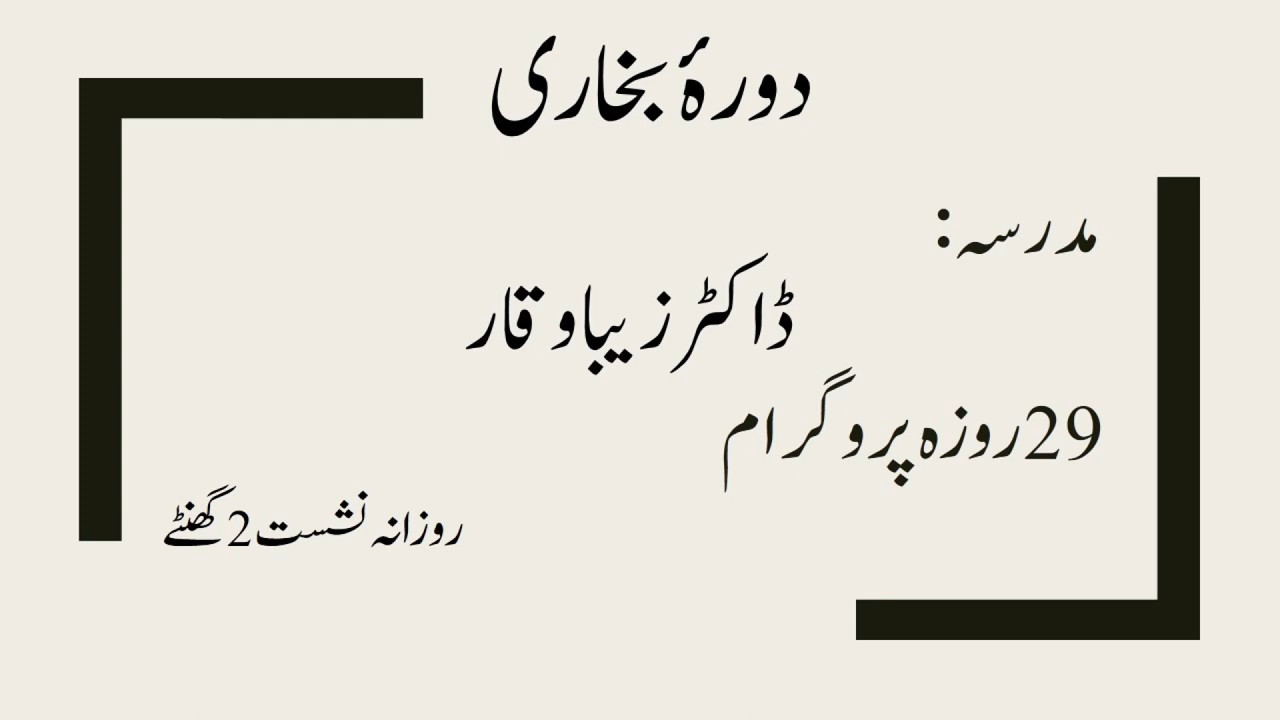 دورۂ بخاری
مدرسہ:
ڈاکٹر زیبا وقار
29روزہ پروگرام
روزانہ نشست 2 گھنٹے